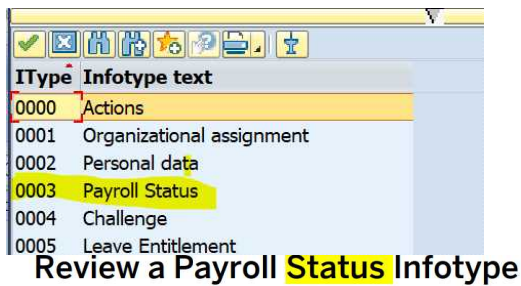 IType Infotype text
0000 Actions
0001 Organizational assignment
0002 Personal data
0003 Payroll Status
0004 Challenge
0005 Leave Entitlement
Review a Payroll Status Infotype